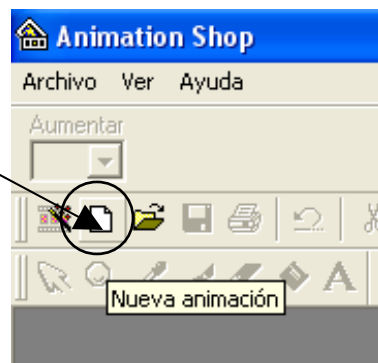 Animation Shop
Archivo Ver Ayuda
Aumentar
A
Nueva animación